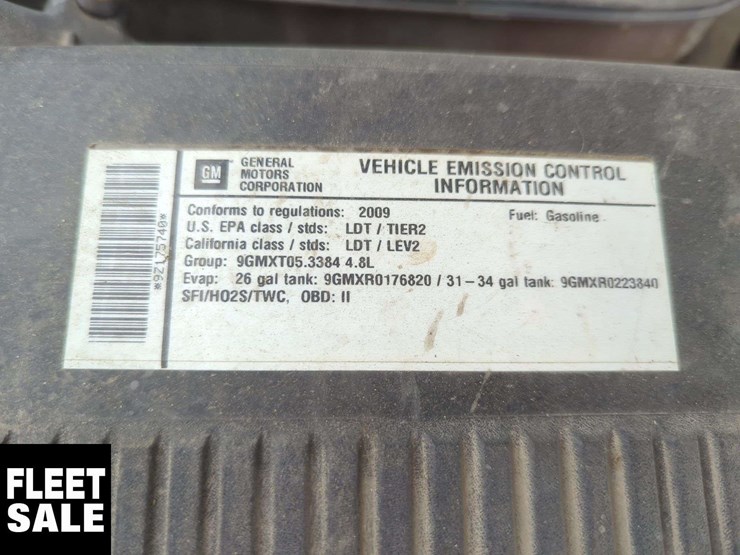 GM
GENERAL
MOTORS
CORPORATION
VEHICLE EMISSION CONTROL
INFORMATION
Conforms to regulations: 2009
Fuel: Gasoline
U.S. EPA class / stds: LDT / TIER2
California class / stds: LDT / LEV2
Group: 9GMXT05.3384 4.8L
Evap: 26 gal tank: 9GMXR0176820 / 31-34 gal tank: 9GMXR0223840
SFI/HO2S/TWC, OBD: II
*9Z175740*
FLEET
SALE